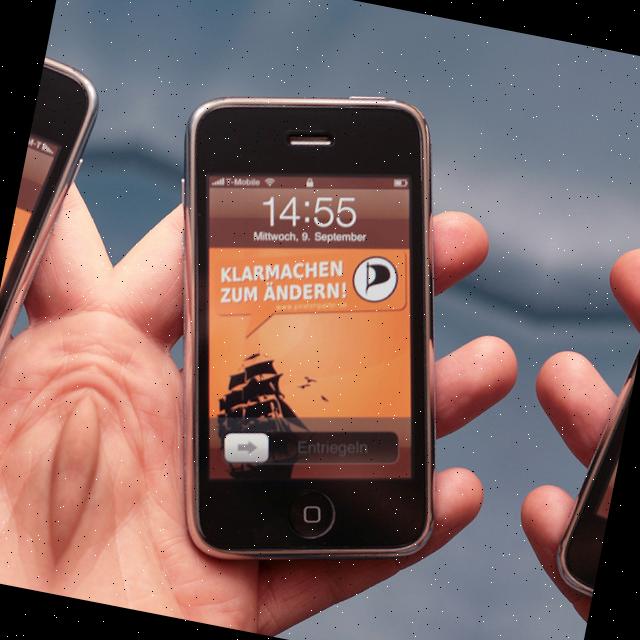 T-Mobile
14:55
Mittwoch, 9. September
KLARMACHEN
ZUM ÄNDERN!
Entriegeln